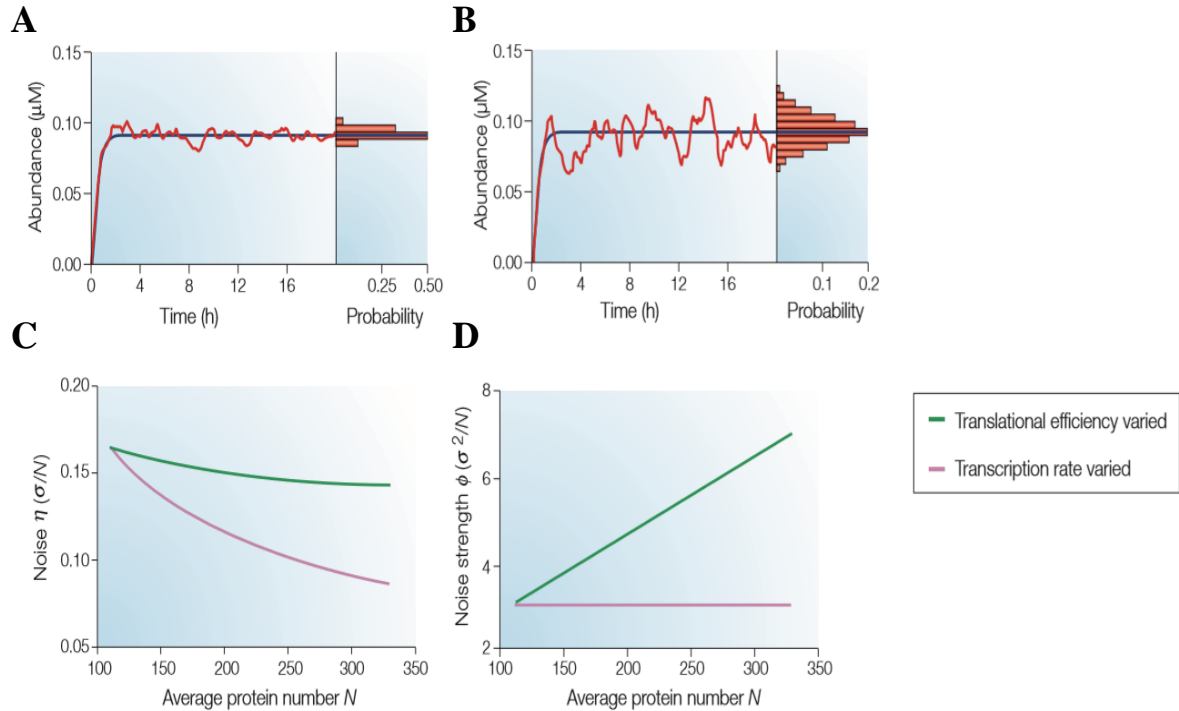 A
Abundance (µM)
0.15
0.10
0.05
0.00
0
4
8
12
16
0.25
0.50
Time (h)
Probability
B
Abundance (µM)
0.15
0.10
0.05
0.00
0
4
8
12
16
0.1
0.2
Time (h)
Probability
C
Noise η (σ/N)
0.20
0.15
0.10
0.05
100
150
200
250
300
350
Average protein number N
D
Noise strength ϕ (σ²/N)
8
6
4
2
100
150
200
250
300
350
Average protein number N
Translational efficiency varied
Transcription rate varied